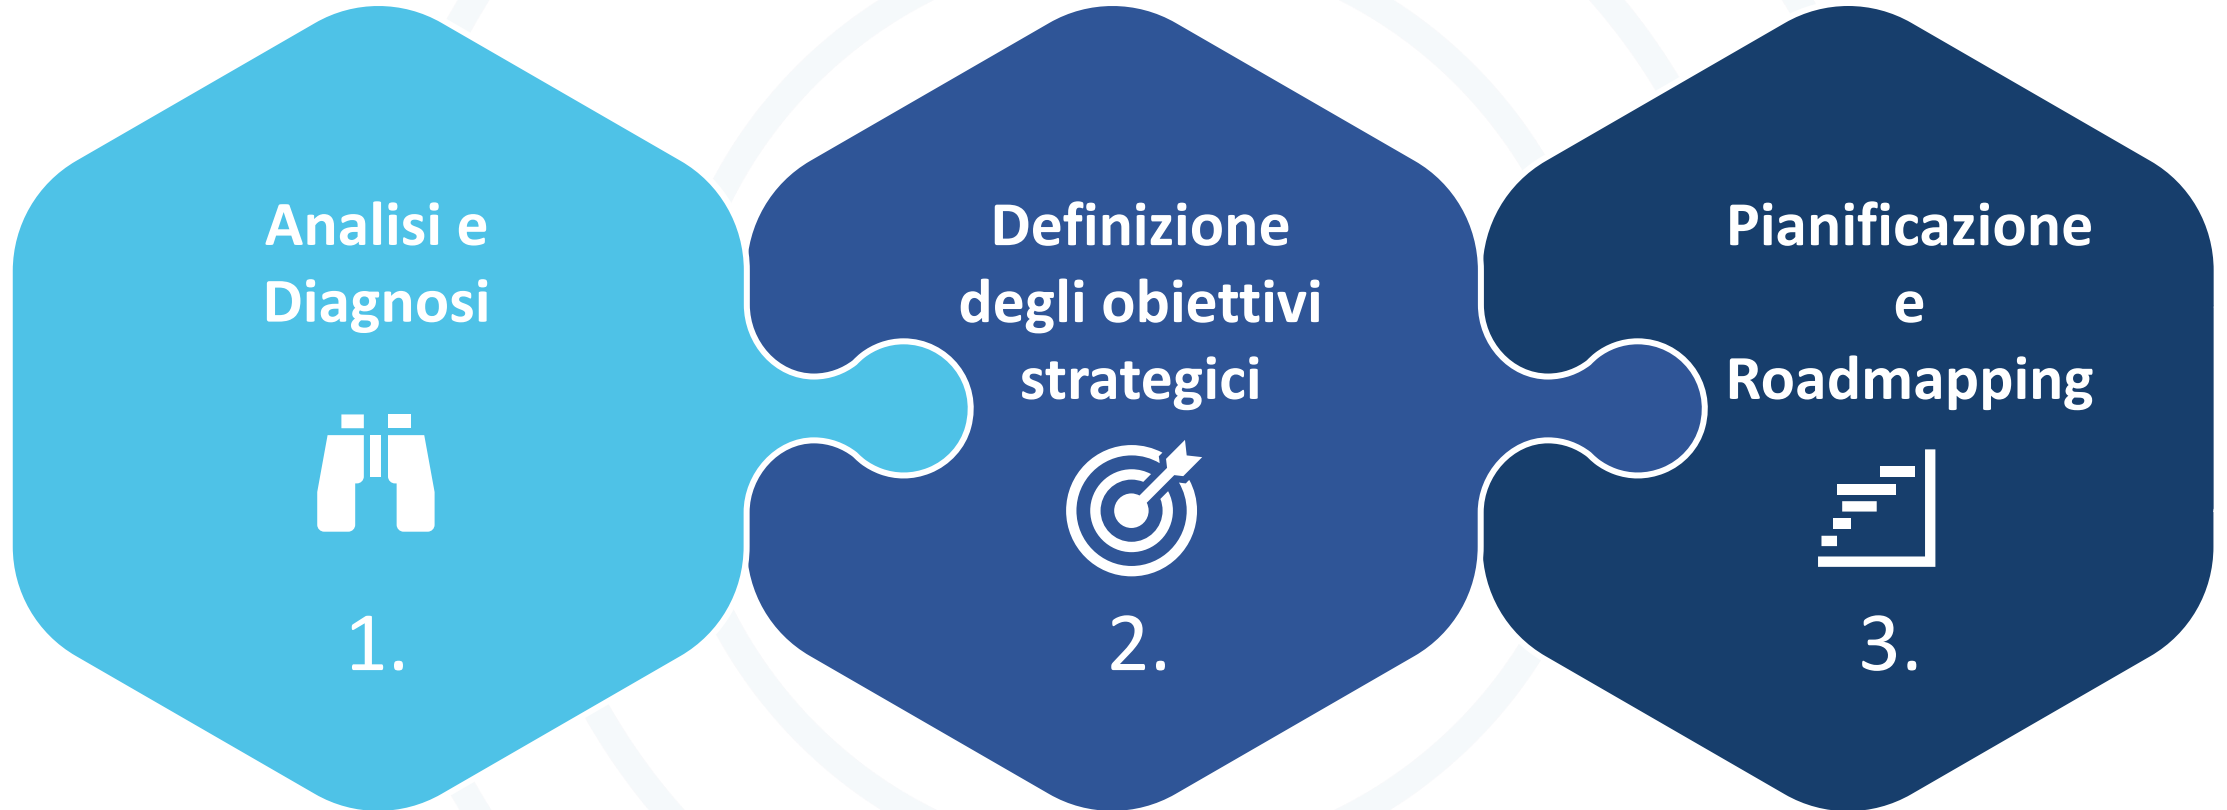 Analisi e
Diagnosi
1.
Definizione
degli obiettivi
strategici
2.
Pianificazione
e
Roadmapping
3.